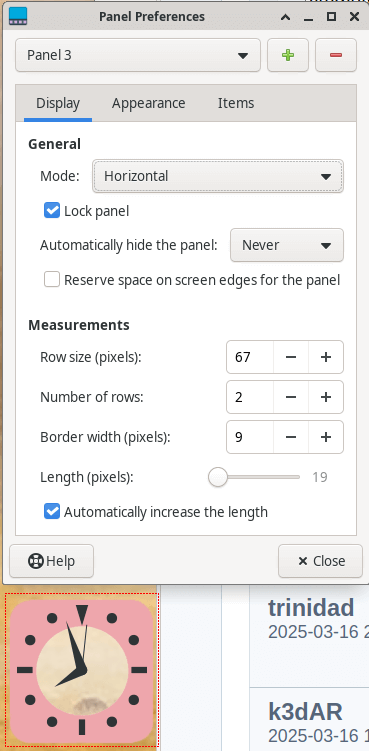 Panel Preferences
Panel 3
Display Appearance Items
General
Mode: Horizontal
Lock panel
Automatically hide the panel: Never
Reserve space on screen edges for the panel
Measurements
Row size (pixels): 67
Number of rows: 2
Border width (pixels): 9
Length (pixels): 19
Automatically increase the length
Help Close
trinidad
2025-03-16
k3dAR
2025-03-16 1